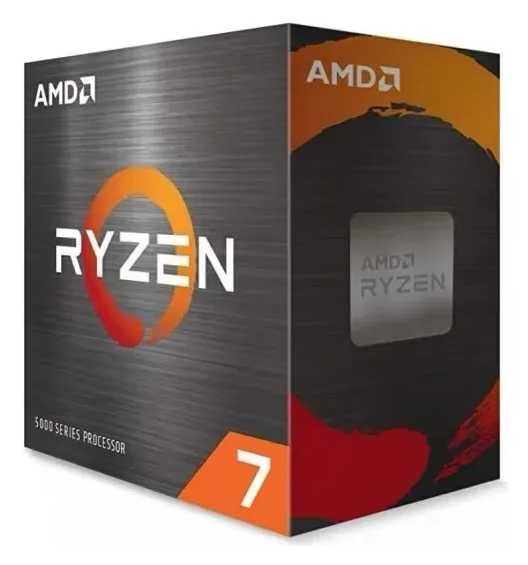 AMD
RYZEN
5000 SERIES PROCESSOR
7
AMD
AMD
RYZEN